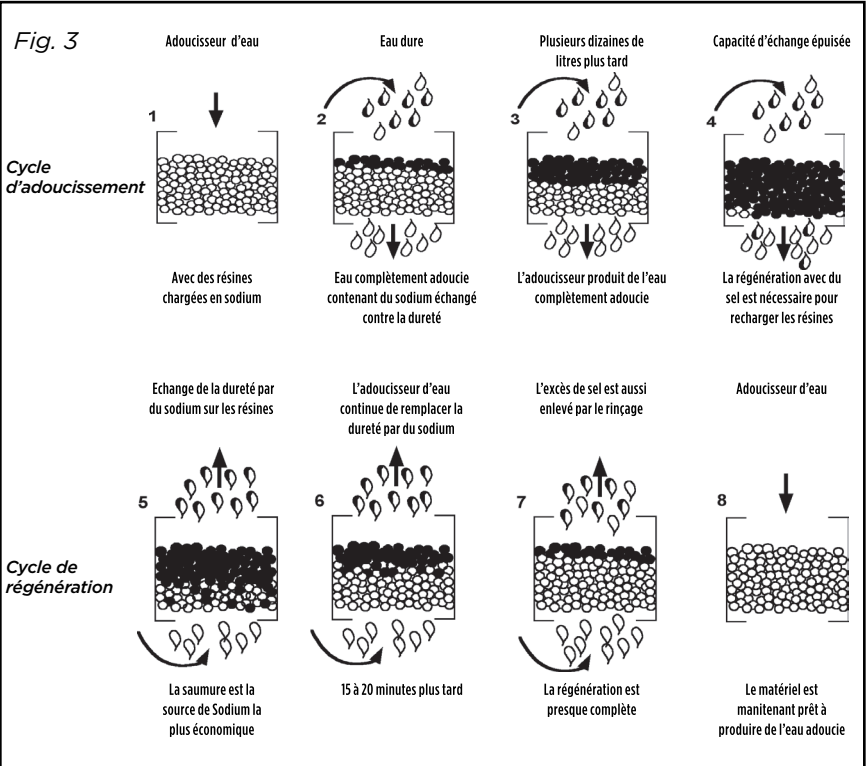 Fig. 3
Adoucisseur d'eau
Eau dure
Plusieurs dizaines de
litres plus tard
Capacité d'échange épuisée
1
2
3
4
Cycle
d'adoucissement
Avec des résines
chargées en sodium
Eau complètement adoucie
contenant du sodium échangé
contre la dureté
L'adoucisseur produit de l'eau
complètement adoucie
La régénération avec du
sel est nécessaire pour
recharger les résines
Echange de la dureté par
du sodium sur les résines
L'adoucisseur d'eau
continue de remplacer la
dureté par du sodium
L'excès de sel est aussi
enlevé par le rinçage
Adoucisseur d'eau
5
6
7
8
Cycle de
régénération
La saumure est la
source de Sodium la
plus économique
15 à 20 minutes plus tard
La régénération est
presque complète
Le matériel est
manitenant prêt à
produire de l'eau adoucie